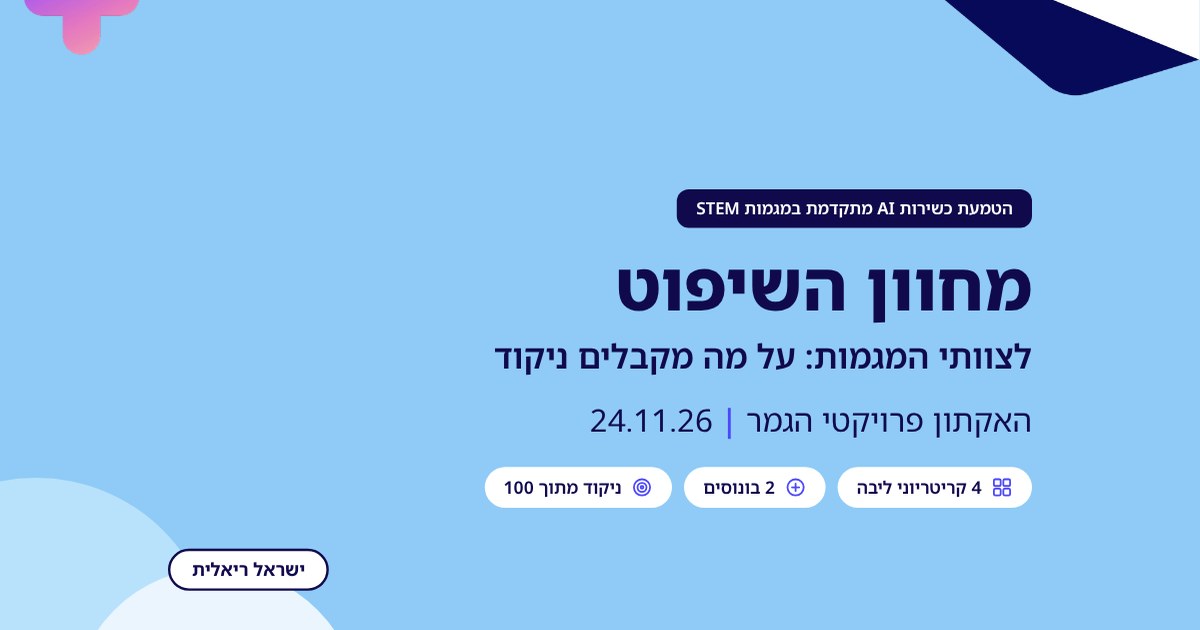 הטמעת כשירות AI מתקדמת במגמות STEM
מחוון השיפוט
לצוותי המגמות: על מה מקבלים ניקוד
האקתון פרויקטי הגמר | 24.11.26
4 קריטריוני ליבה
2 בונוסים
ניקוד מתוך 100
ישראל ריאלית